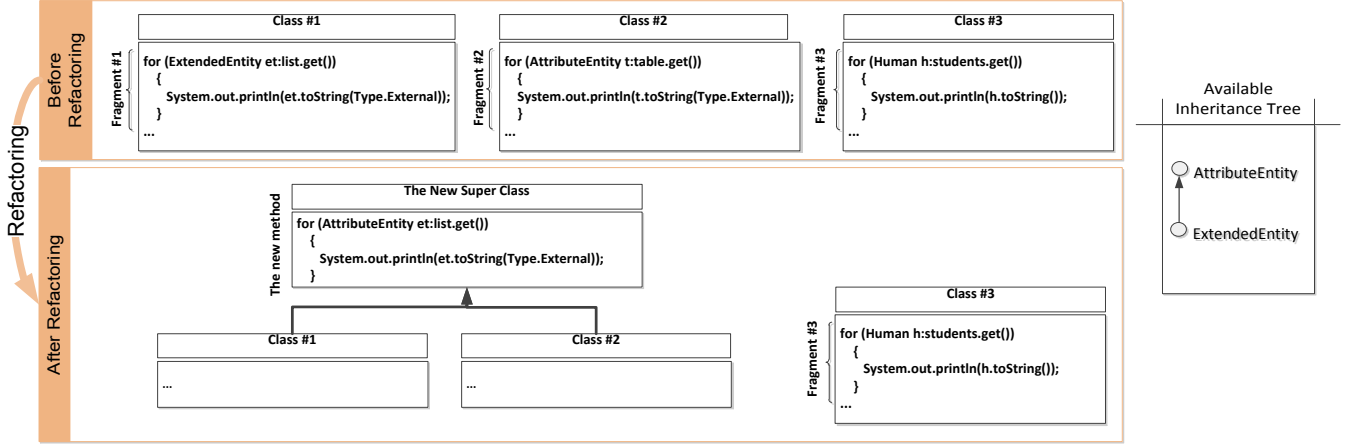 Refactoring
Before
Refactoring
Class #1
Fragment #1
for (ExtendedEntity et:list.get())
{
System.out.println(et.toString(Type.External));
}
...
Class #2
Fragment #2
for (AttributeEntity t:table.get())
{
System.out.println(t.toString(Type.External));
}
...
Class #3
Fragment #3
for (Human h:students.get())
{
System.out.println(h.toString());
}
...
After Refactoring
The New Super Class
The new method
for (AttributeEntity et:list.get())
{
System.out.println(et.toString(Type.External));
}
Class #1
...
Class #2
...
Class #3
Fragment #3
for (Human h:students.get())
{
System.out.println(h.toString());
}
...
Available
Inheritance Tree
AttributeEntity
ExtendedEntity